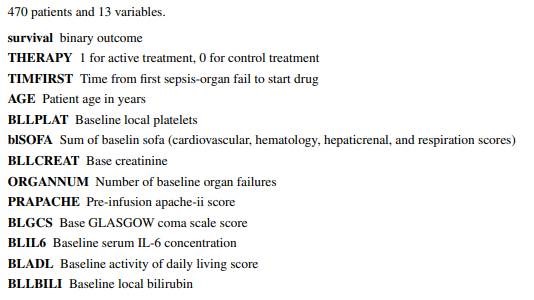 470 patients and 13 variables.
survival binary outcome
THERAPY 1 for active treatment, 0 for control treatment
TIMFIRST Time from first sepsis-organ fail to start drug
AGE Patient age in years
BLLPLAT Baseline local platelets
blSOFA Sum of baselin sofa (cardiovascular, hematology, hepaticrenal, and respiration scores)
BLLCREAT Base creatinine
ORGANNUM Number of baseline organ failures
PRAPACHE Pre-infusion apache-ii score
BLGCS Base GLASGOW coma scale score
BLIL6 Baseline serum IL-6 concentration
BLADL Baseline activity of daily living score
BLLBILI Baseline local bilirubin